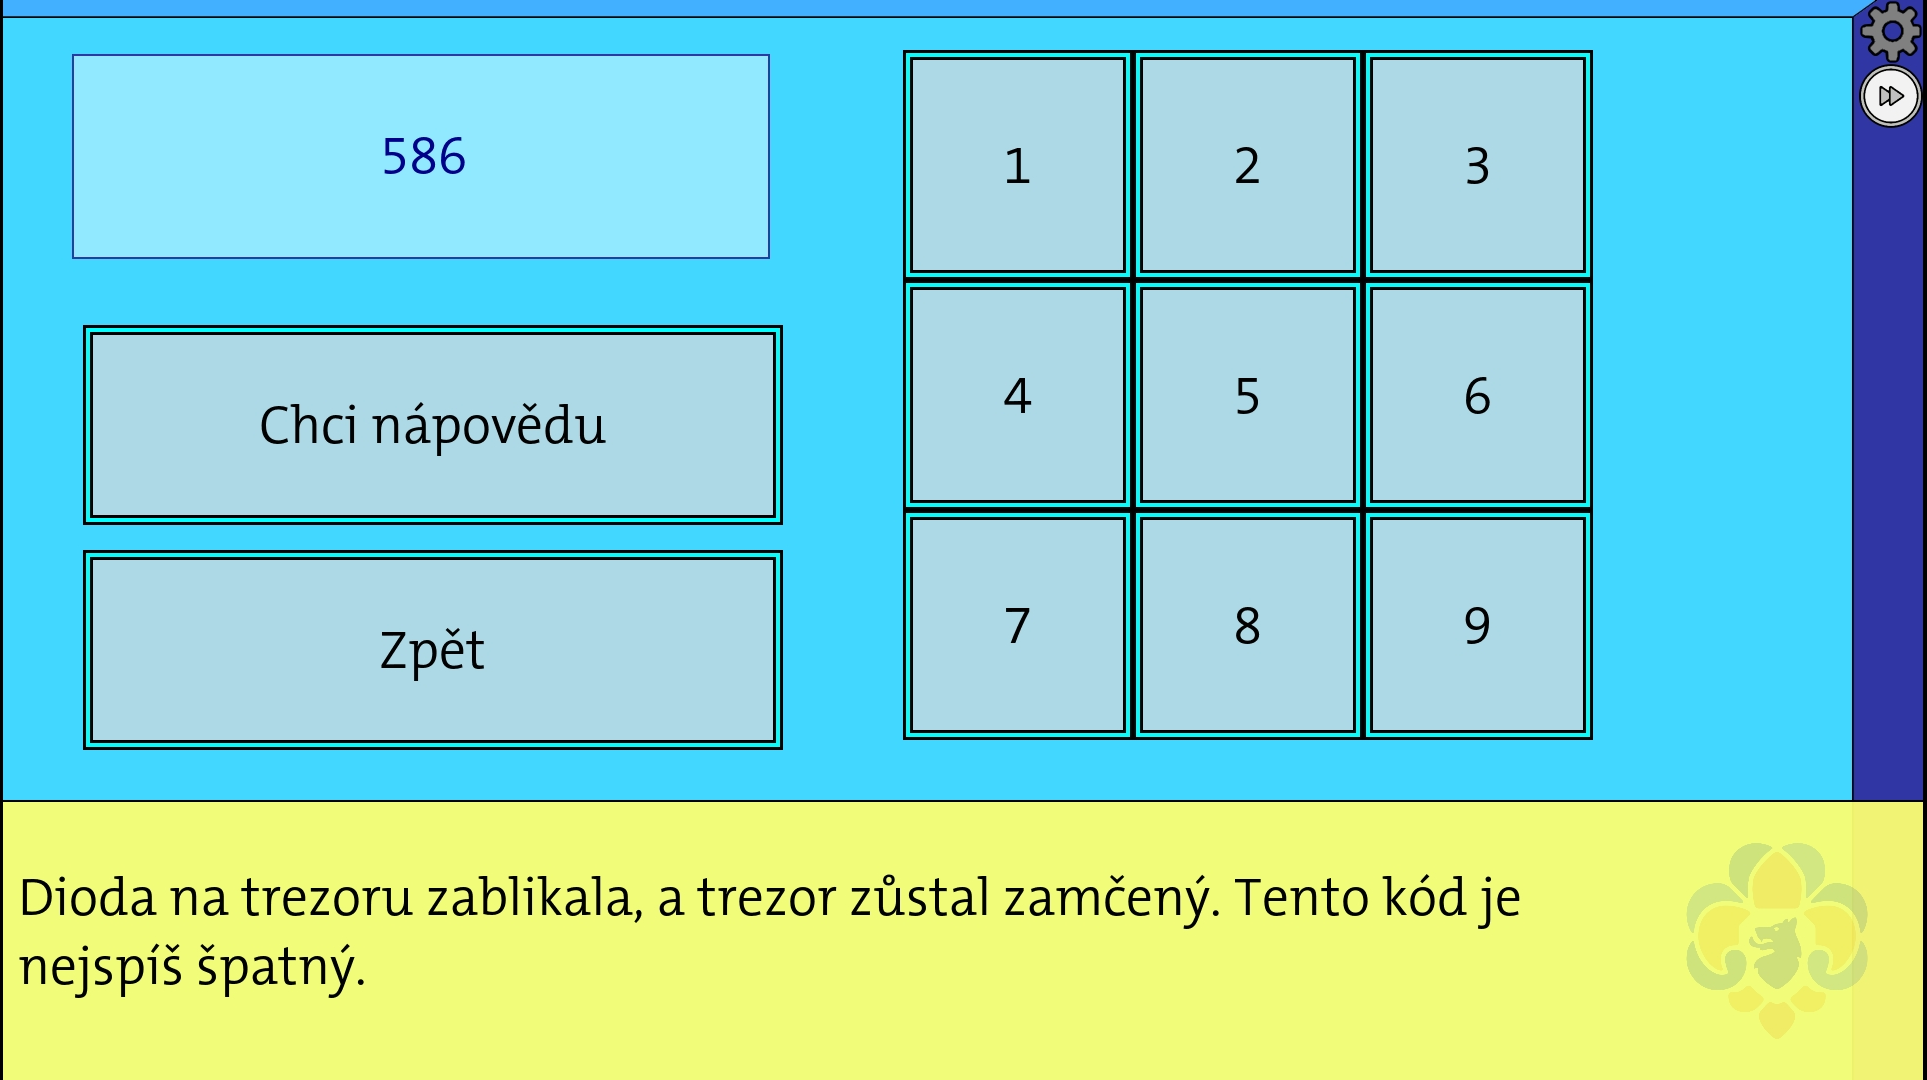 586
Chci nápovědu
Zpět
1 2 3
4 5 6
7 8 9
Dioda na trezoru zablikala, a trezor zůstal zamčený. Tento kód je
nejspíš špatný.